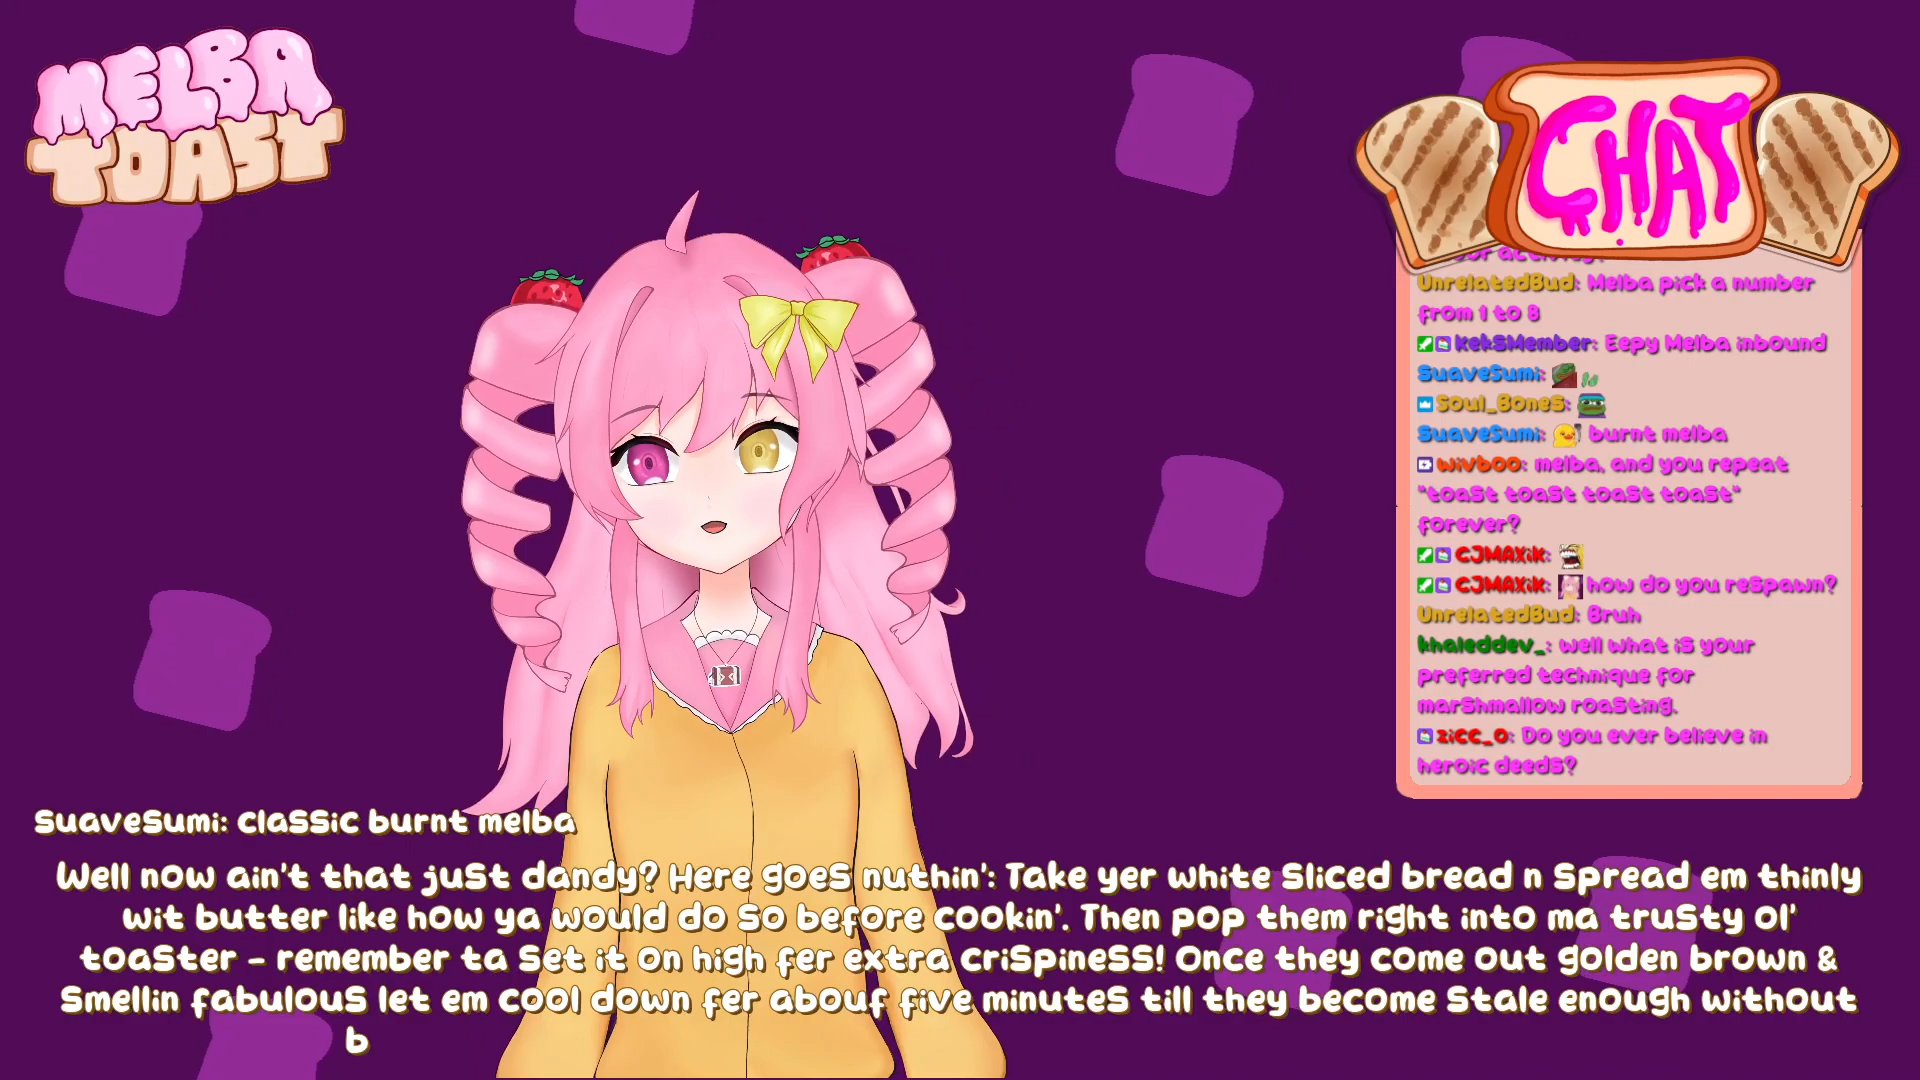 MELBA
TOAST
CHAT
UnrelatedBud: Melba pick a number
from 1 to 8
kekSMember: Eepy Melba inbound
SuaveSumi:
Soul_Bones:
SuaveSumi: burnt melba
wivboo: melba, and you repeat
"toast toast toast toast"
forever?
CJMAXiK:
CJMAXiK: how do you respawn?
UnrelatedBud: Bruh
khaleddev_: well what is your
preferred technique for
marshmallow roasting.
zicc_0: Do you ever believe in
heroic deeds?
SuaveSumi: classic burnt melba
Well now ain't that just dandy? Here goes nuthin': Take yer white sliced bread n spread em thinly
wit butter like how ya would do so before cookin'. Then pop them right into ma trusty ol'
toaster - remember ta set it on high fer extra crispiness! Once they come out golden brown &
smellin fabulous let em cool down fer abouf five minutes till they become stale enough without
b